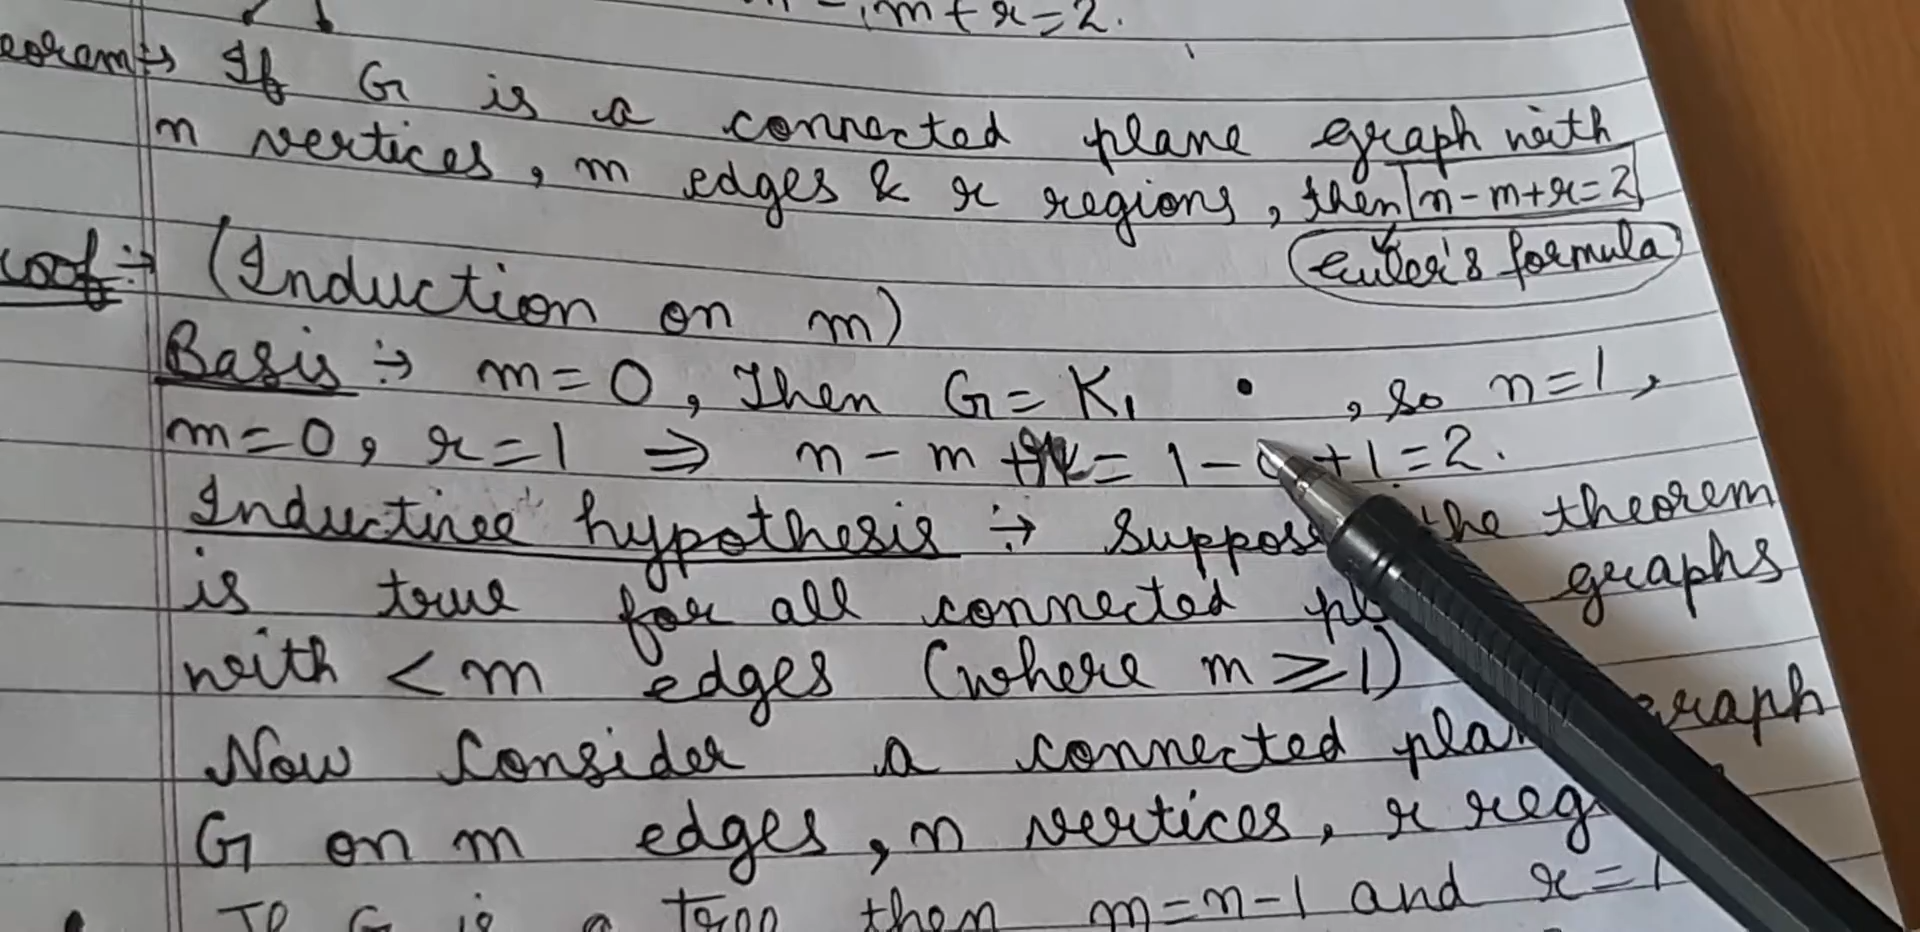 m + r = 2.
If G is a connected plane graph with
n vertices, m edges & r regions, then n - m + r = 2
Euler's formula
(Induction on m)
Basis :→ m = 0, Then G = K₁ • , so n = 1,
m = 0, r = 1 ⇒ n - m + r = 1 - 0 + 1 = 2.
Inductive hypothesis :→ Suppose the theorem
is true for all connected graphs
with < m edges (where m ≥ 1)
Now Consider a connected graph
G on m edges, n vertices, r
If G is a tree then m = n - 1 and r = 1